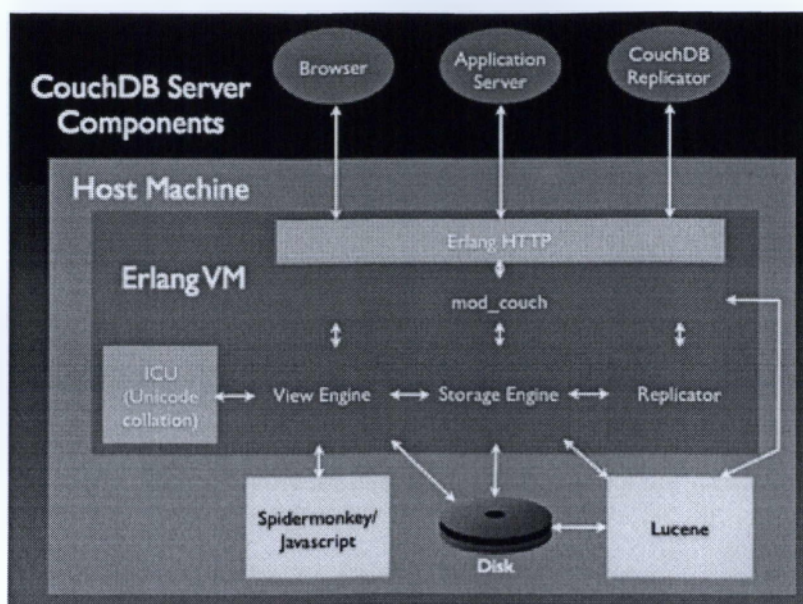 Browser
Application
Server
CouchDB
Replicator
CouchDB Server
Components
Host Machine
Erlang HTTP
Erlang VM
mod_couch
ICU
(Unicode
collation)
View Engine
Storage Engine
Replicator
Spidermonkey/
Javascript
Disk
Lucene